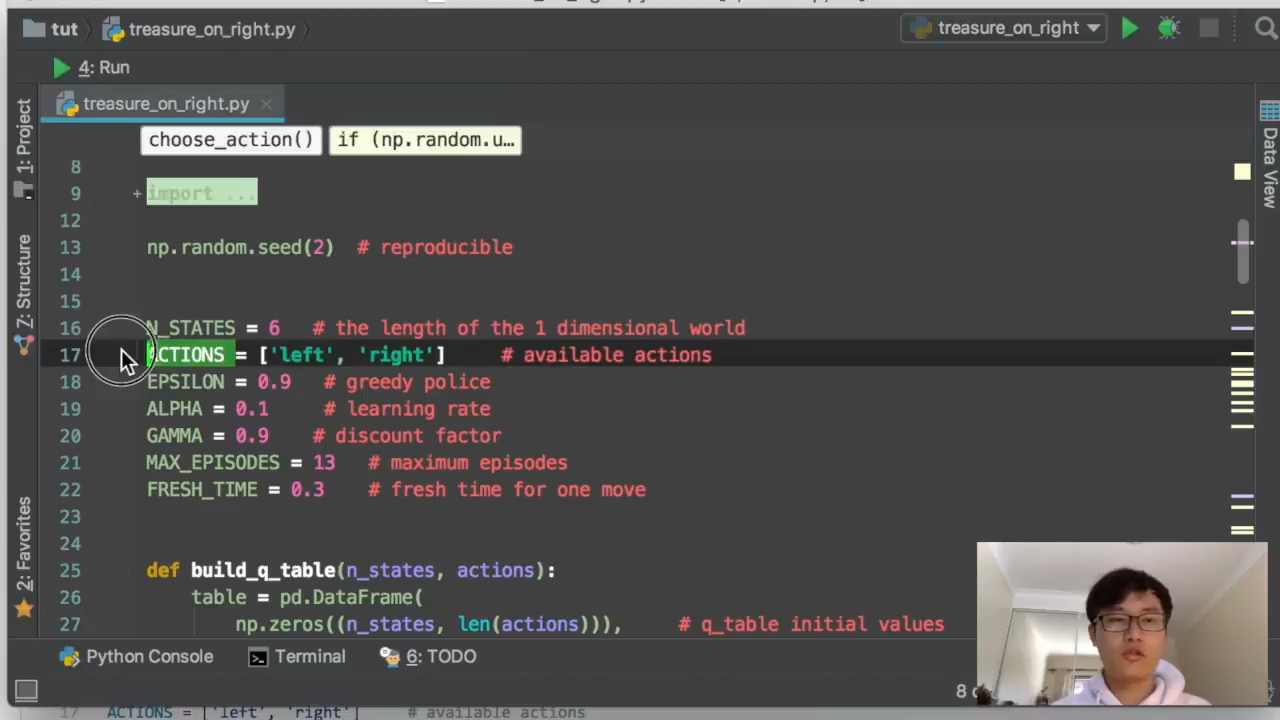 tut treasure_on_right.py treasure_on_right
4: Run
treasure_on_right.py
choose_action() if (np.random.u…
8
9 import ...
12
13 np.random.seed(2) # reproducible
14
15
16 N_STATES = 6 # the length of the 1 dimensional world
17 ACTIONS = ['left', 'right'] # available actions
18 EPSILON = 0.9 # greedy police
19 ALPHA = 0.1 # learning rate
20 GAMMA = 0.9 # discount factor
21 MAX_EPISODES = 13 # maximum episodes
22 FRESH_TIME = 0.3 # fresh time for one move
23
24
25 def build_q_table(n_states, actions):
26 table = pd.DataFrame(
27 np.zeros((n_states, len(actions))), # q_table initial values
1: Project
Z: Structure
2: Favorites
Data View
Python Console Terminal 6: TODO
8
17 ACTIONS = ['left', 'right'] # available actions